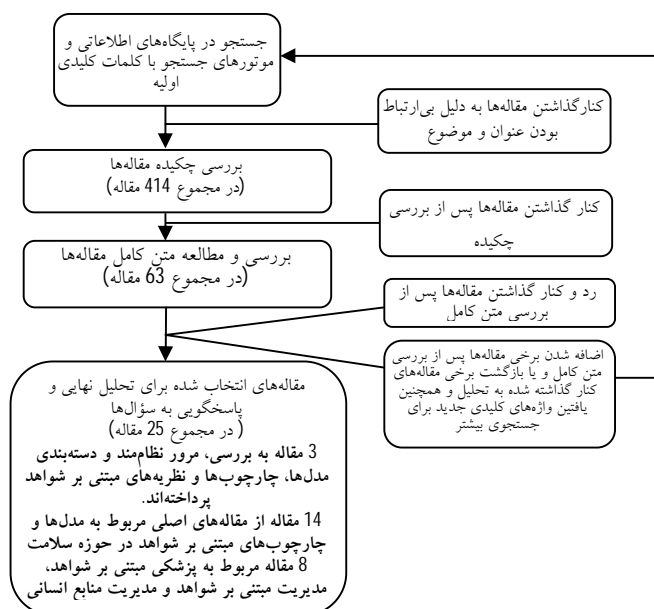 جستجو در پایگاه‌های اطلاعاتی و
موتورهای جستجو با کلمات کلیدی
اولیه
کنارگذاشتن مقاله‌ها به دلیل بی‌ارتباط
بودن عنوان و موضوع
بررسی چکیده مقاله‌ها
(در مجموع 414 مقاله)
کنار گذاشتن مقاله‌ها پس از بررسی
چکیده
بررسی و مطالعه متن کامل مقاله‌ها
(در مجموع 63 مقاله)
رد و کنار گذاشتن مقاله‌ها پس از
بررسی متن کامل
اضافه شدن برخی مقاله‌ها پس از بررسی
متن کامل و یا بازگشت برخی مقاله‌های
کنار گذاشته شده به تحلیل و همچنین
یافتین واژه‌های کلیدی جدید برای
جستجوی بیشتر
مقاله‌های انتخاب شده برای تحلیل نهایی و
پاسخگویی به سؤال‌ها
( در مجموع 25 مقاله)
3 مقاله به بررسی، مرور نظام‌مند و دسته‌بندی
مدل‌ها، چارچوب‌ها و نظریه‌های مبتنی بر شواهد
پرداخته‌اند.
14 مقاله از مقاله‌های اصلی مربوط به مدل‌ها و
چارچوب‌های مبتنی بر شواهد در حوزه سلامت
8 مقاله مربوط به پزشکی مبتنی بر شواهد،
مدیریت مبتنی بر شواهد و مدیریت منابع انسانی